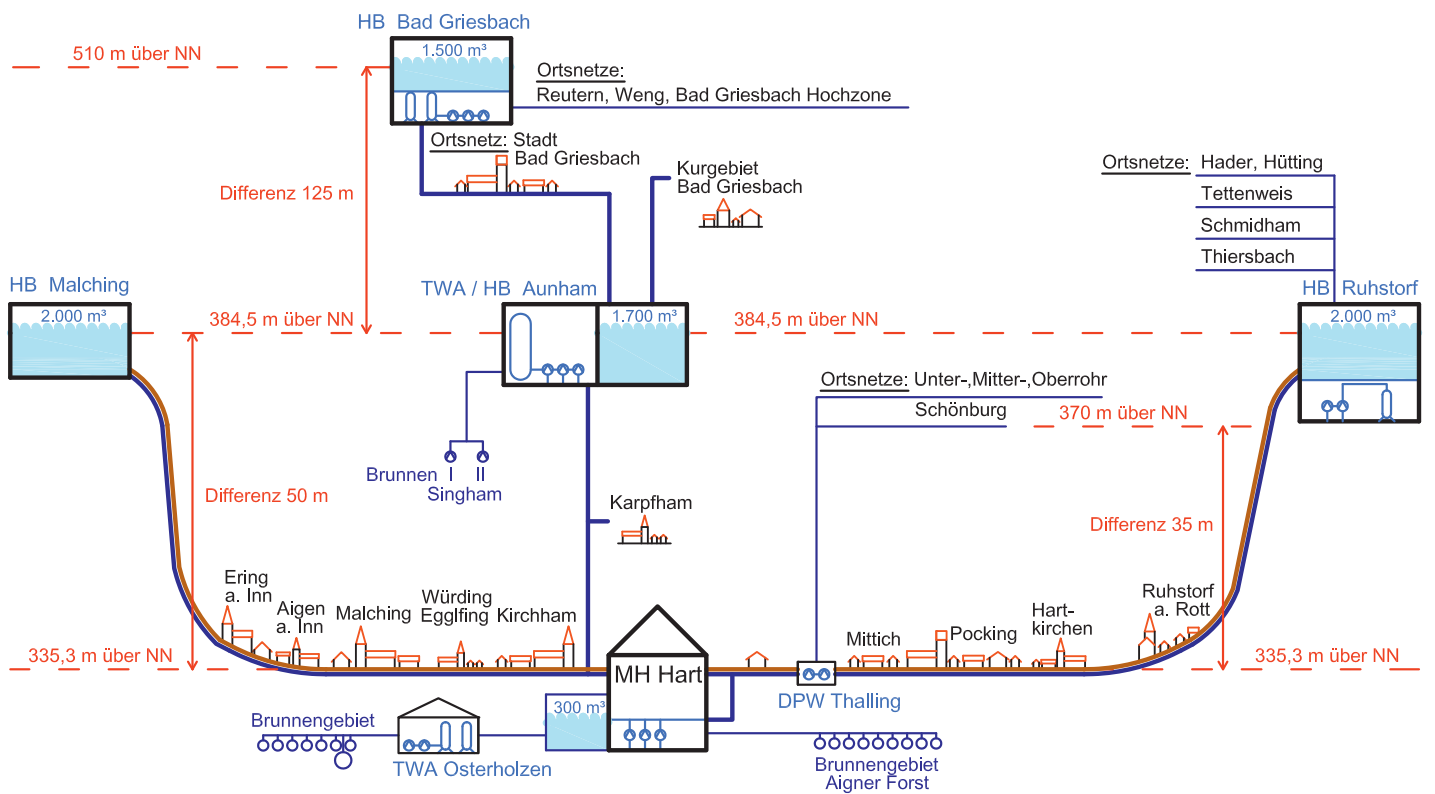 HB Bad Griesbach
510 m über NN
1.500 m³
Ortsnetze:
Reutern, Weng, Bad Griesbach Hochzone
Ortsnetz: Stadt
Bad Griesbach
Kurgebiet
Bad Griesbach
Ortsnetze: Hader, Hütting
Tettenweis
Schmidham
Thiersbach
Differenz 125 m
HB Malching
2.000 m³
384,5 m über NN
TWA / HB Aunham
1.700 m³
384,5 m über NN
HB Ruhstorf
2.000 m³
Ortsnetze: Unter-,Mitter-,Oberrohr
Schönburg
370 m über NN
Brunnen I II
Singham
Differenz 50 m
Karpfham
Differenz 35 m
Ering
a. Inn
Aigen
a. Inn
Malching
Würding
Egglfing
Kirchham
MH Hart
Mittich
Pocking
Hart-
kirchen
Ruhstorf
a. Rott
335,3 m über NN
335,3 m über NN
DPW Thalling
300 m³
Brunnengebiet
TWA Osterholzen
Brunnengebiet
Aigner Forst